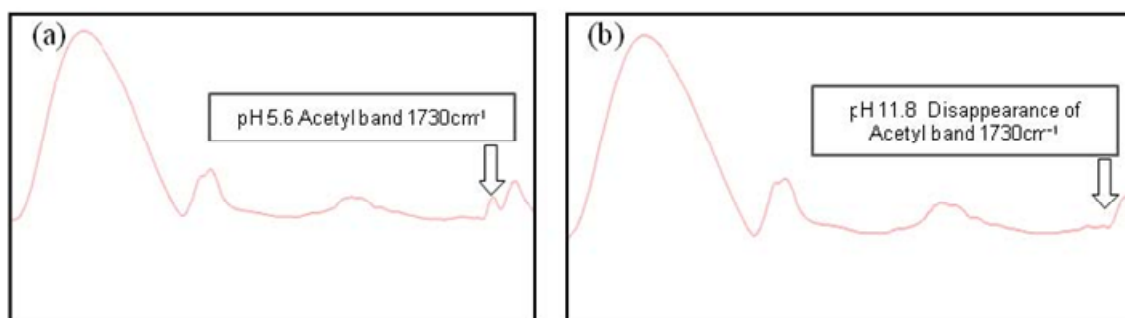 (a)
pH 5.6 Acetyl band 1730cm⁻¹
(b)
pH 11.8 Disappearance of
Acetyl band 1730cm⁻¹